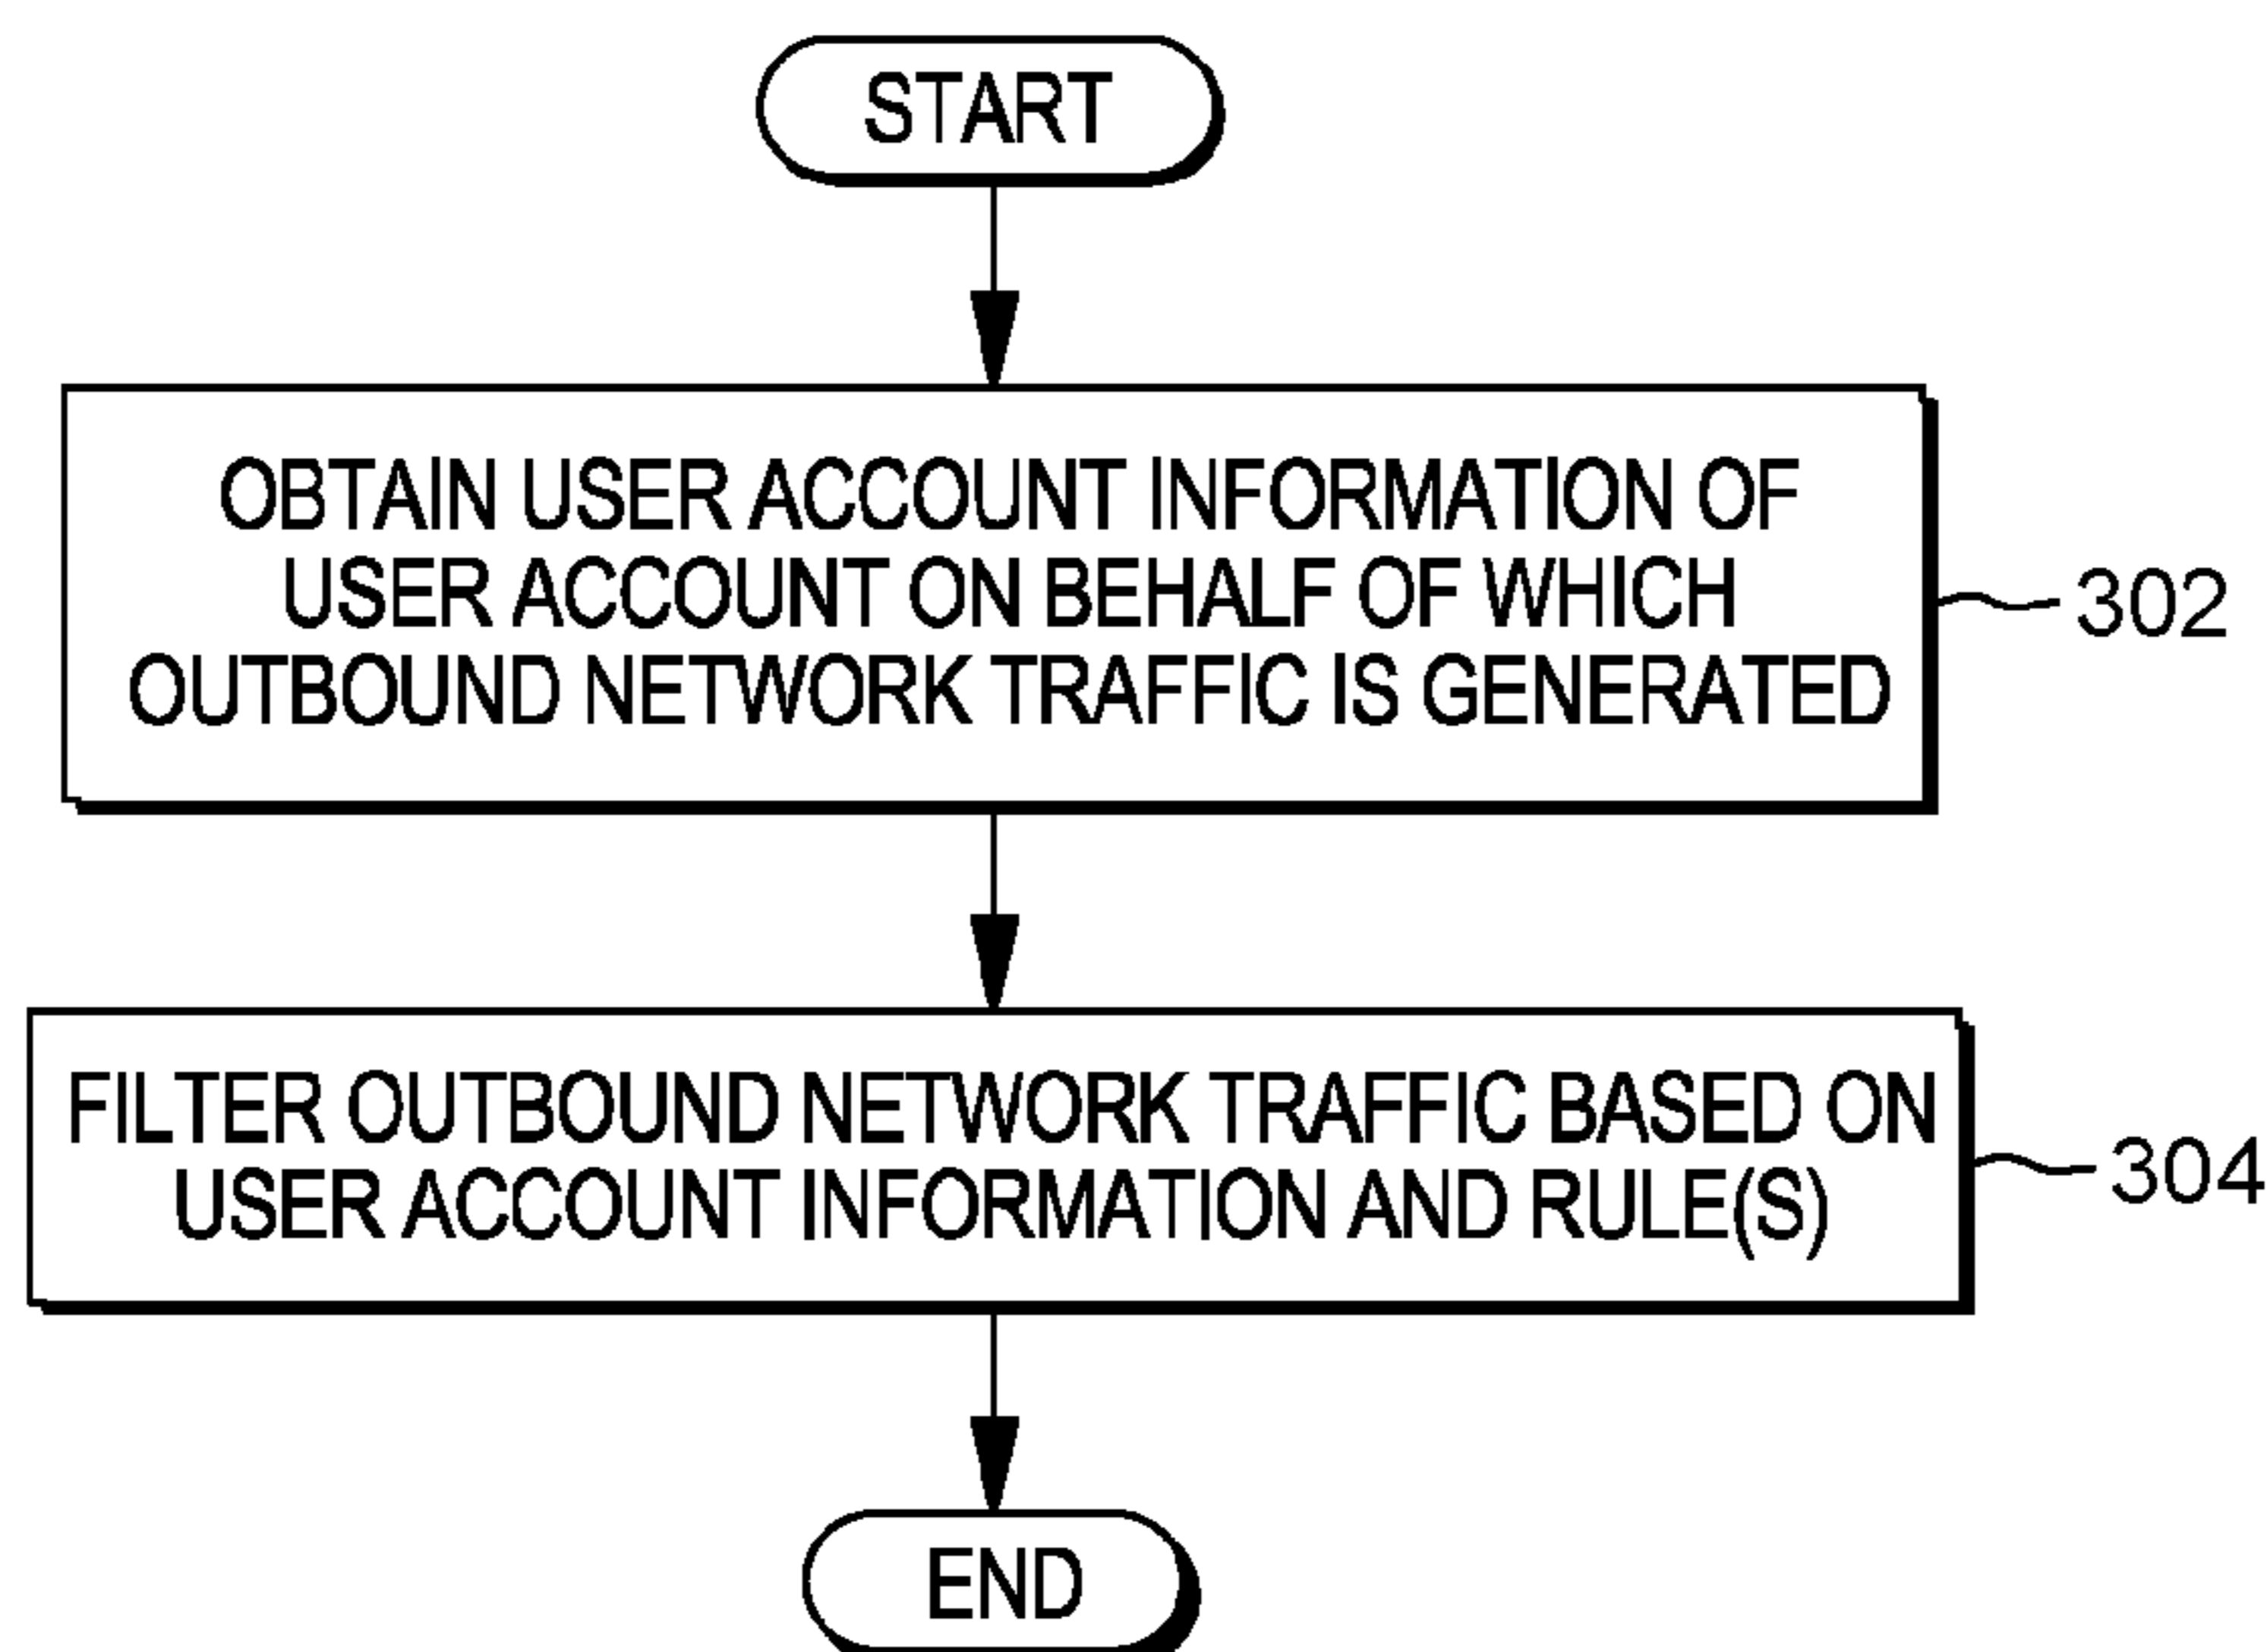 START
OBTAIN USER ACCOUNT INFORMATION OF
USER ACCOUNT ON BEHALF OF WHICH
OUTBOUND NETWORK TRAFFIC IS GENERATED
302
FILTER OUTBOUND NETWORK TRAFFIC BASED ON
USER ACCOUNT INFORMATION AND RULE(S)
304
END